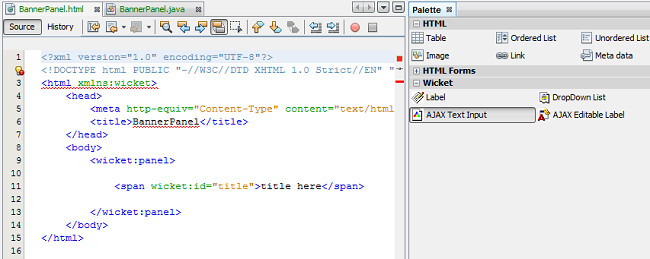 BannerPanel.html
BannerPanel.java
Source History
1 <?xml version="1.0" encoding="UTF-8"?>
<!DOCTYPE html PUBLIC "-//W3C//DTD XHTML 1.0 Strict//EN" "
3 <html xmlns:wicket>
4 <head>
5 <meta http-equiv="Content-Type" content="text/html
6 <title>BannerPanel</title>
7 </head>
8 <body>
9 <wicket:panel>
10
11 <span wicket:id="title">title here</span>
12
13 </wicket:panel>
14 </body>
15 </html>
16
Palette
HTML
Table Ordered List Unordered List
Image Link Meta data
HTML Forms
Wicket
Label DropDown List
AJAX Text Input AJAX Editable Label